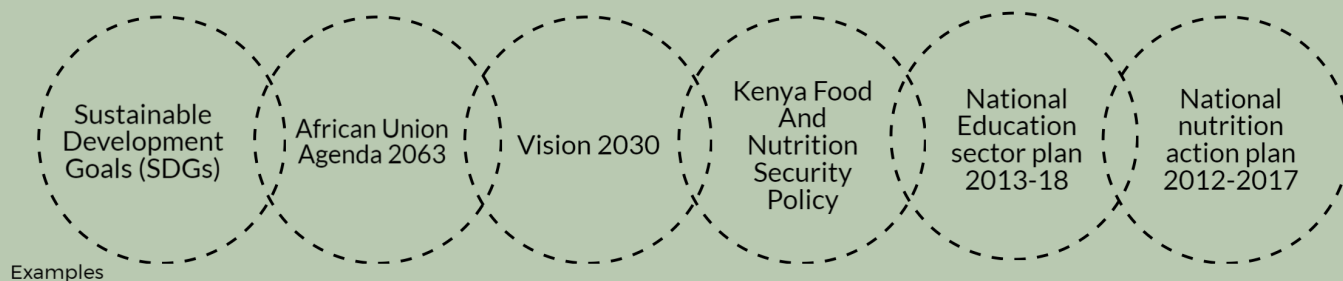 Sustainable
Development
Goals (SDGs)
African Union
Agenda 2063
Vision 2030
Kenya Food
And
Nutrition
Security
Policy
National
Education
sector plan
2013-18
National
nutrition
action plan
2012-2017
Examples